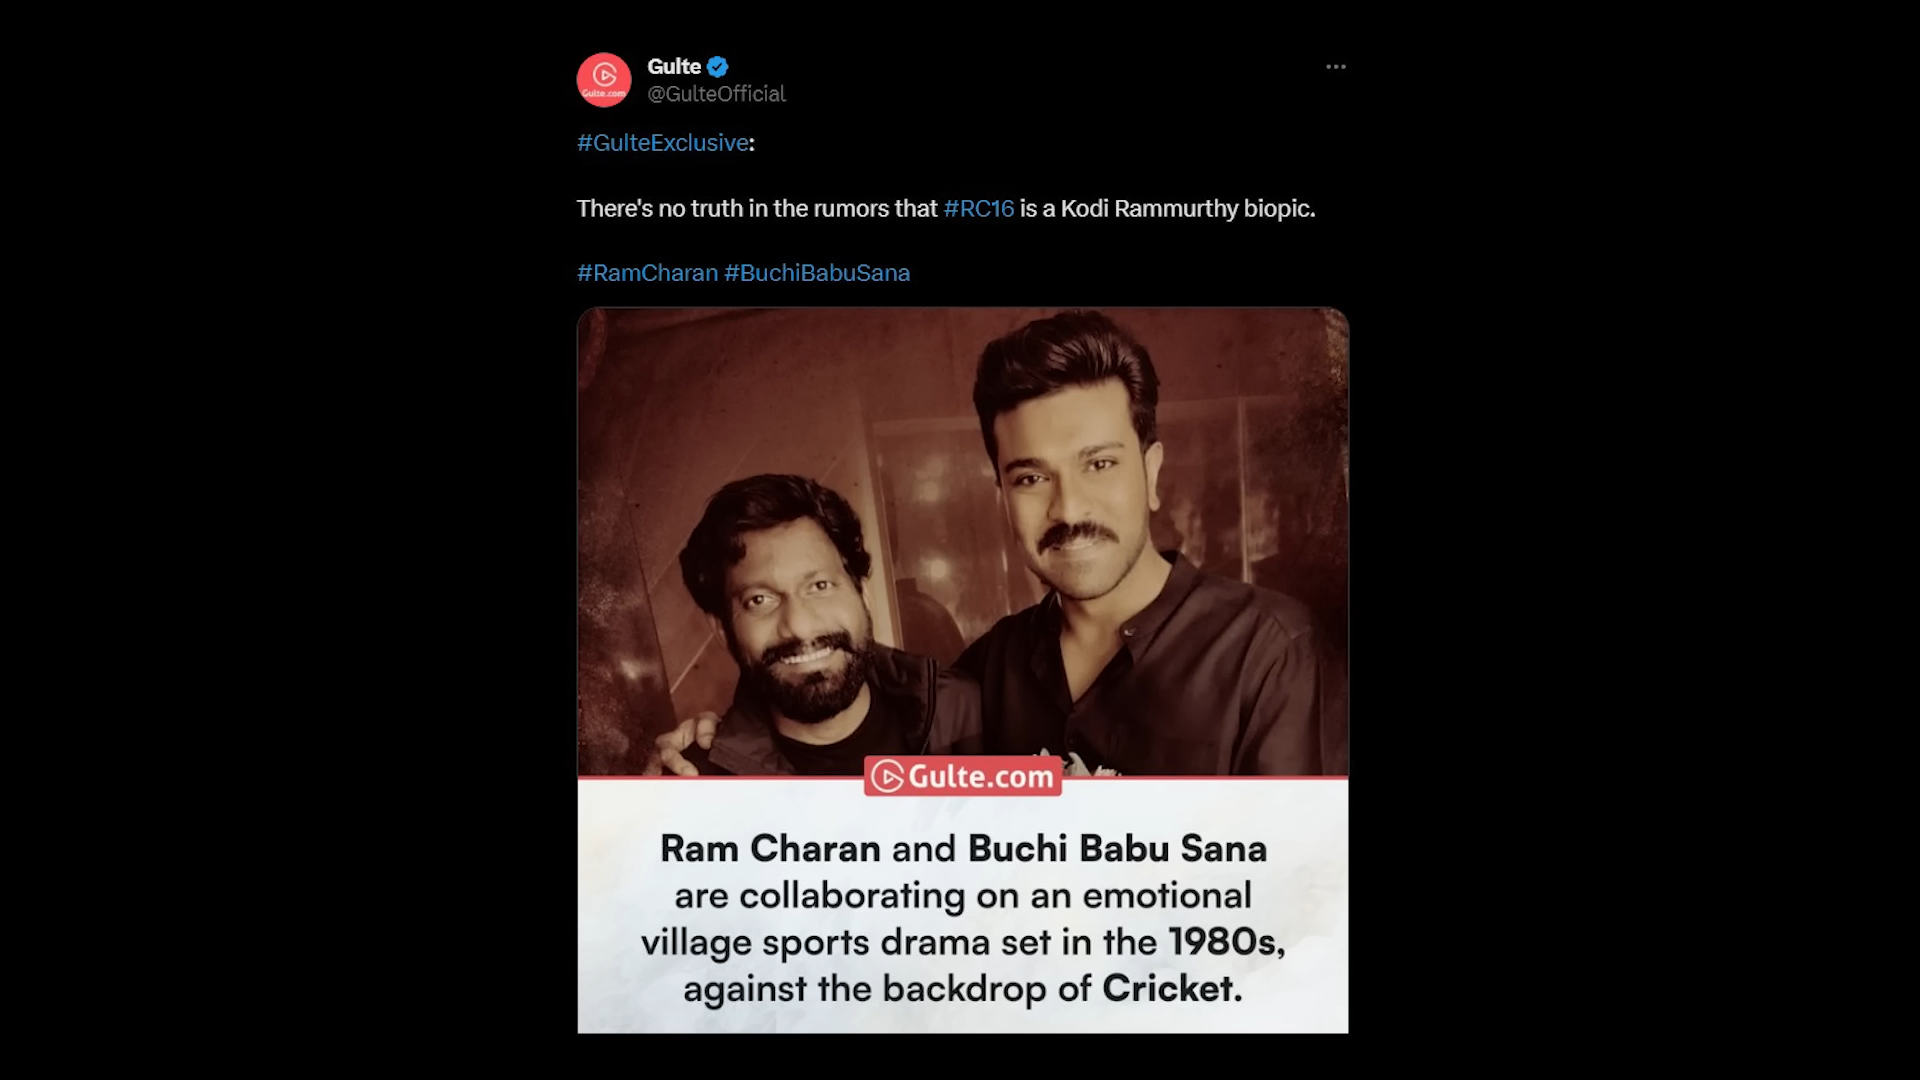 Gulte
@GulteOfficial
Gulte.com
#GulteExclusive:
There's no truth in the rumors that #RC16 is a Kodi Rammurthy biopic.
#RamCharan #BuchiBabuSana
Gulte.com
Ram Charan and Buchi Babu Sana
are collaborating on an emotional
village sports drama set in the 1980s,
against the backdrop of Cricket.